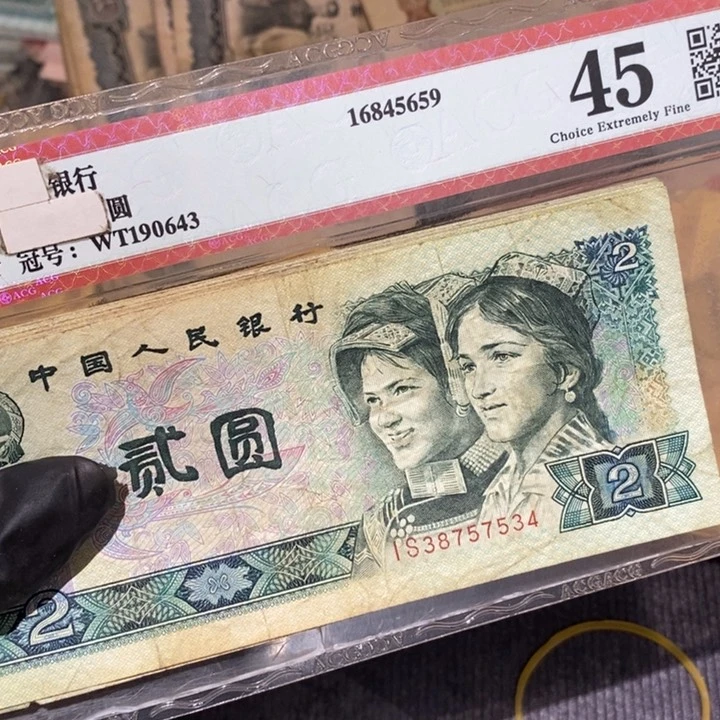 16845659
45
Choice Extremely Fine
银行
圆
冠号: WT190643
中国人民银行
2
贰圆
2
IS38757534
2